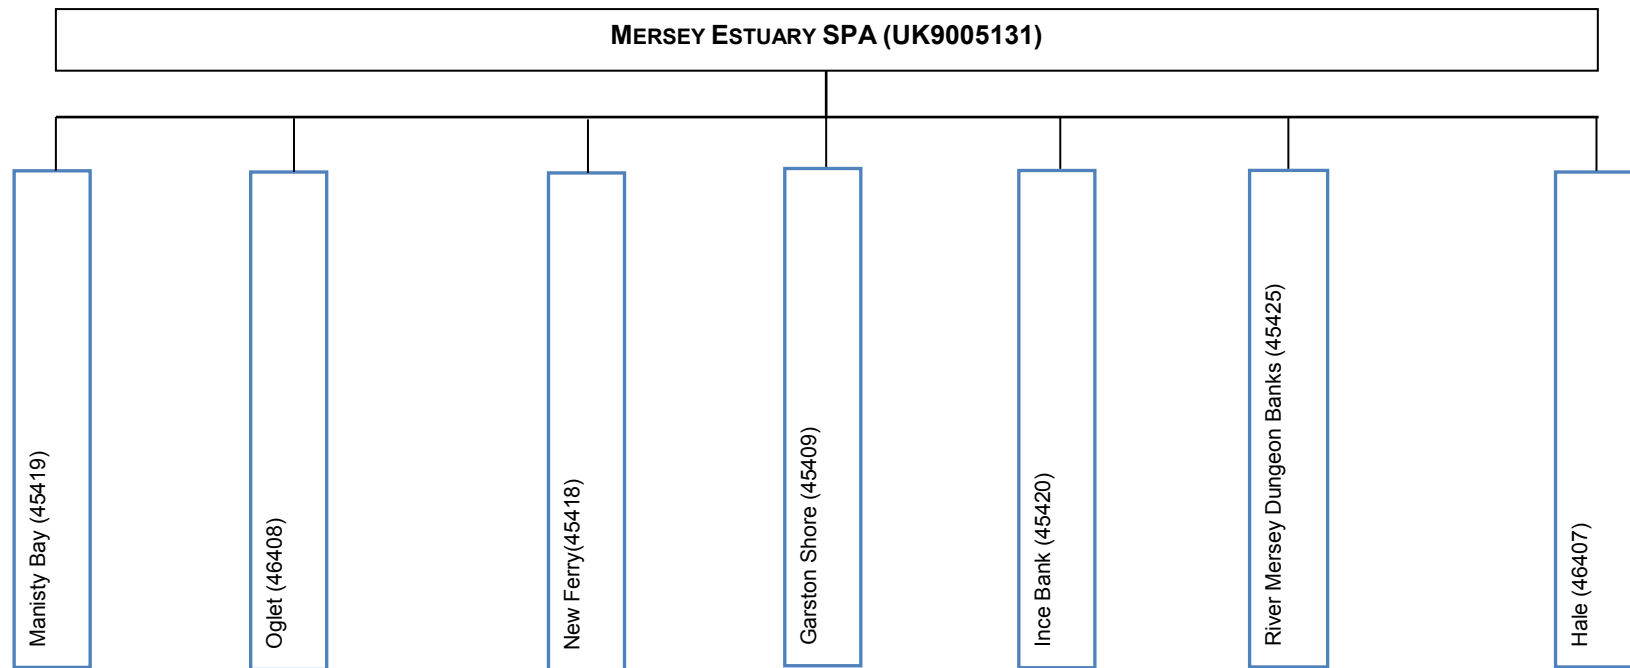 MERSEY ESTUARY SPA (UK9005131)
Manisty Bay (45419)
Oglet (46408)
New Ferry(45418)
Garston Shore (45409)
Ince Bank (45420)
River Mersey Dungeon Banks (45425)
Hale (46407)